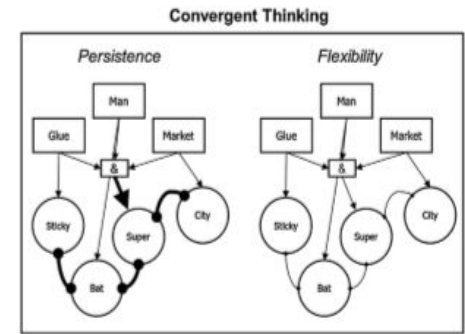 Convergent Thinking
Persistence
Flexibility
Man
Man
Glue
Market
Glue
Market
&
&
Sticky
Super
City
Sticky
Super
City
Bat
Bat